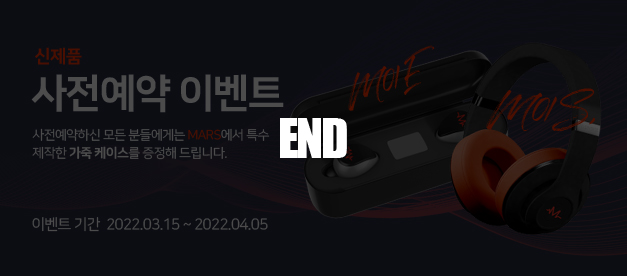 신제품
사전예약 이벤트
사전예약하신 모든 분들에게는 MARS에서 특수
제작한 가죽 케이스를 증정해 드립니다.
END
이벤트 기간 2022.03.15 ~ 2022.04.05